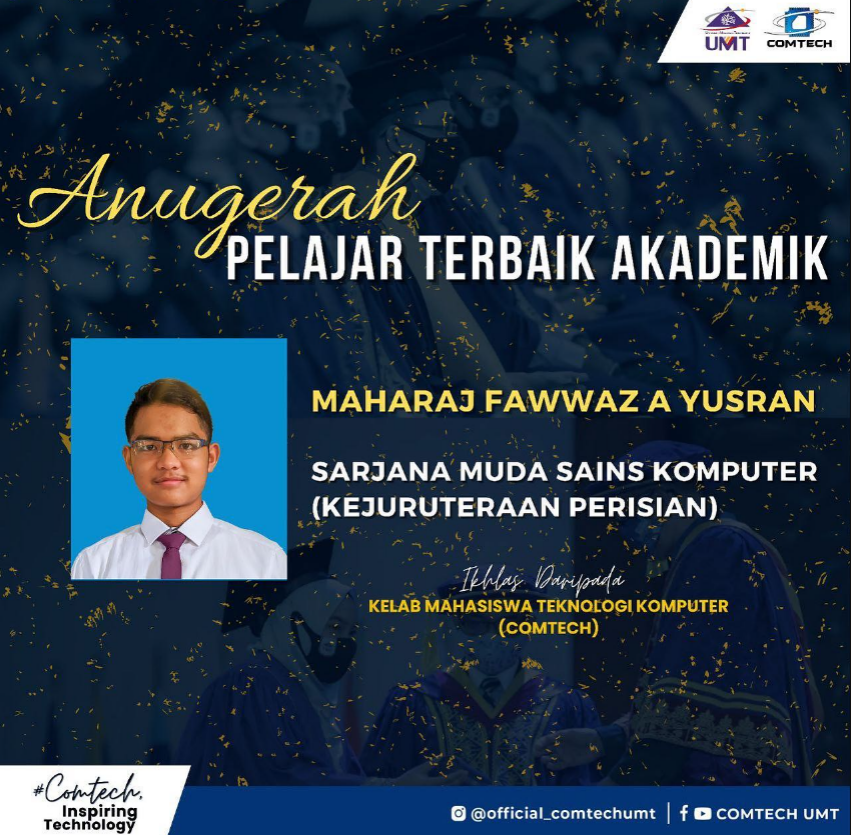 UMT
COMTECH
Anugerah
PELAJAR TERBAIK AKADEMIK
MAHARAJ FAWWAZ A YUSRAN
SARJANA MUDA SAINS KOMPUTER
(KEJURUTERAAN PERISIAN)
Ikhlas Daripada
KELAB MAHASISWA TEKNOLOGI KOMPUTER
(COMTECH)
#Comtech,
Inspiring
Technology
@official_comtechumt | COMTECH UMT